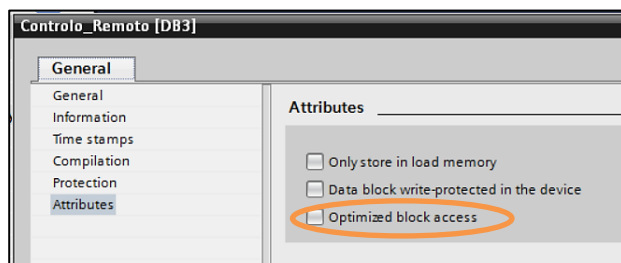 Controlo_Remoto [DB3]
General
General
Information
Time stamps
Compilation
Protection
Attributes
Attributes
Only store in load memory
Data block write-protected in the device
Optimized block access